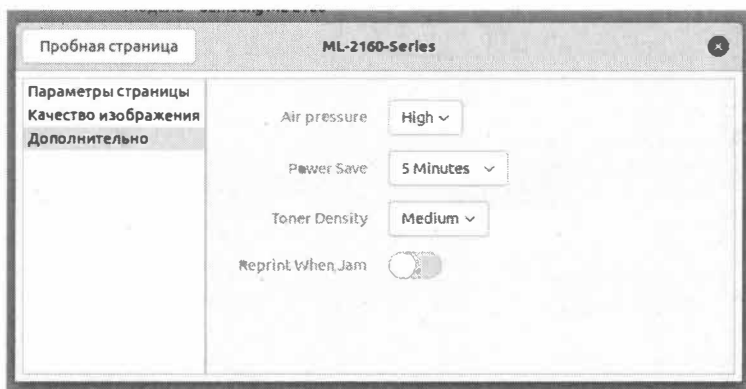 Пробная страница
ML-2160-Series
Параметры страницы
Качество изображения
Дополнительно
Air pressure High
Power Save 5 Minutes
Toner Density Medium
Reprint When Jam